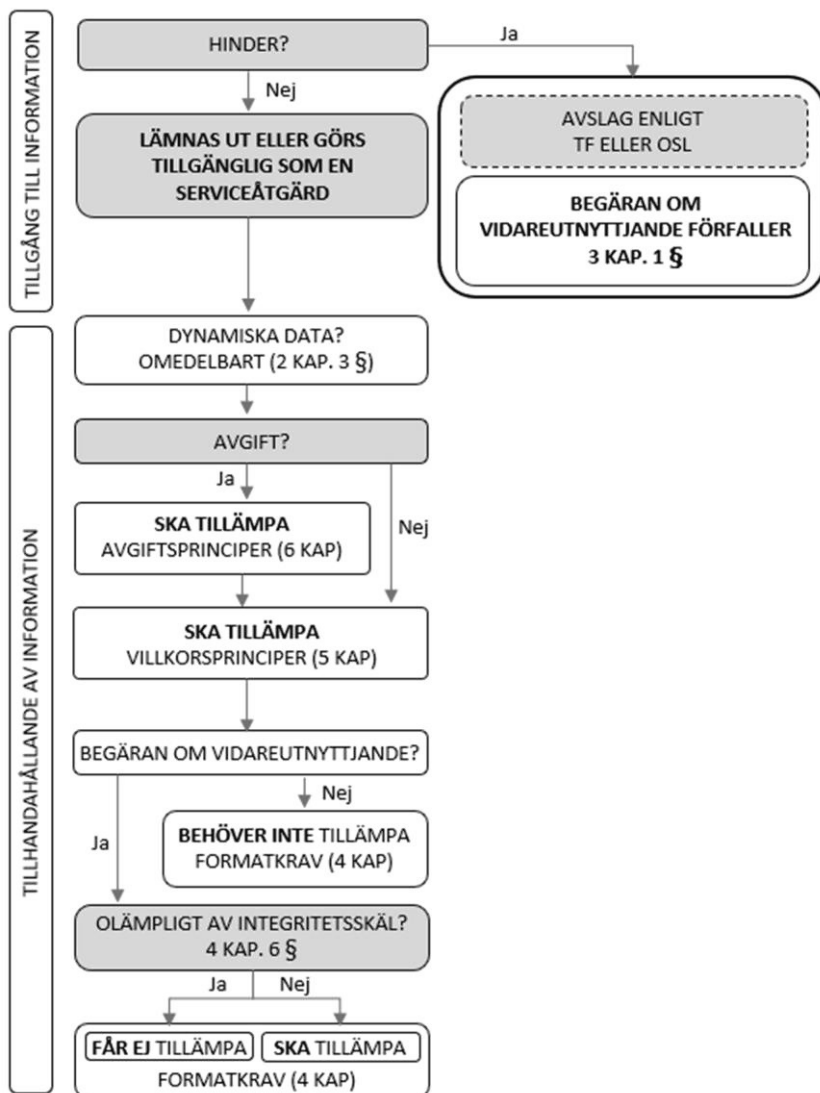 TILLGÅNG TILL INFORMATION
HINDER?
Ja
Nej
AVSLAG ENLIGT
TF ELLER OSL
BEGÄRAN OM
VIDAREUTNYTTJANDE FÖRFALLER
3 KAP. 1 §
LÄMNAS UT ELLER GÖRS
TILLGÄNGLIG SOM EN
SERVICEÅTGÄRD
TILLHANDAHÅLLANDE AV INFORMATION
DYNAMISKA DATA?
OMEDELBART (2 KAP. 3 §)
AVGIFT?
Ja
Nej
SKA TILLÄMPA
AVGIFTSPRINCIPER (6 KAP)
SKA TILLÄMPA
VILLKORSPRINCIPER (5 KAP)
BEGÄRAN OM VIDAREUTNYTTJANDE?
Nej
Ja
BEHÖVER INTE TILLÄMPA
FORMATKRAV (4 KAP)
OLÄMPLIGT AV INTEGRITETSSKÄL?
4 KAP. 6 §
Ja
Nej
FÅR EJ TILLÄMPA
SKA TILLÄMPA
FORMATKRAV (4 KAP)